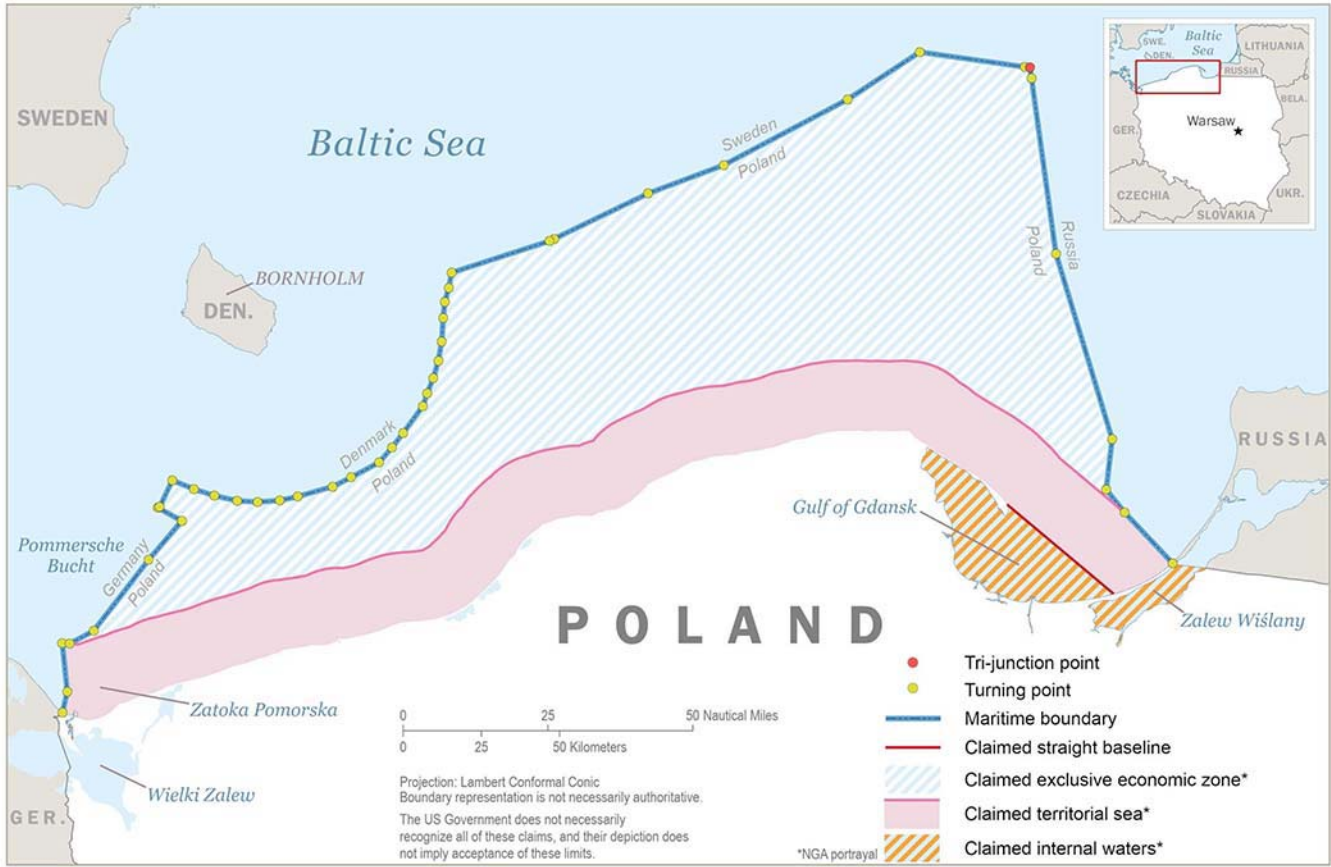 SWEDEN
Baltic Sea
Sweden
Poland
Russia
Poland
BORNHOLM
DEN.
Denmark
Poland
Pommersche
Bucht
Germany
Poland
RUSSIA
Gulf of Gdansk
POLAND
Zalew Wiślany
Zatoka Pomorska
Wielki Zalew
GER.
SWE.
DEN.
Baltic
Sea
LITHUANIA
RUSSIA
BELA.
GER.
Warsaw
CZECHIA
SLOVAKIA
UKR.
0 25 50 Nautical Miles
0 25 50 Kilometers
Projection: Lambert Conformal Conic
Boundary representation is not necessarily authoritative.
The US Government does not necessarily
recognize all of these claims, and their depiction does
not imply acceptance of these limits.
*NGA portrayal
Tri-junction point
Turning point
Maritime boundary
Claimed straight baseline
Claimed exclusive economic zone*
Claimed territorial sea*
Claimed internal waters*